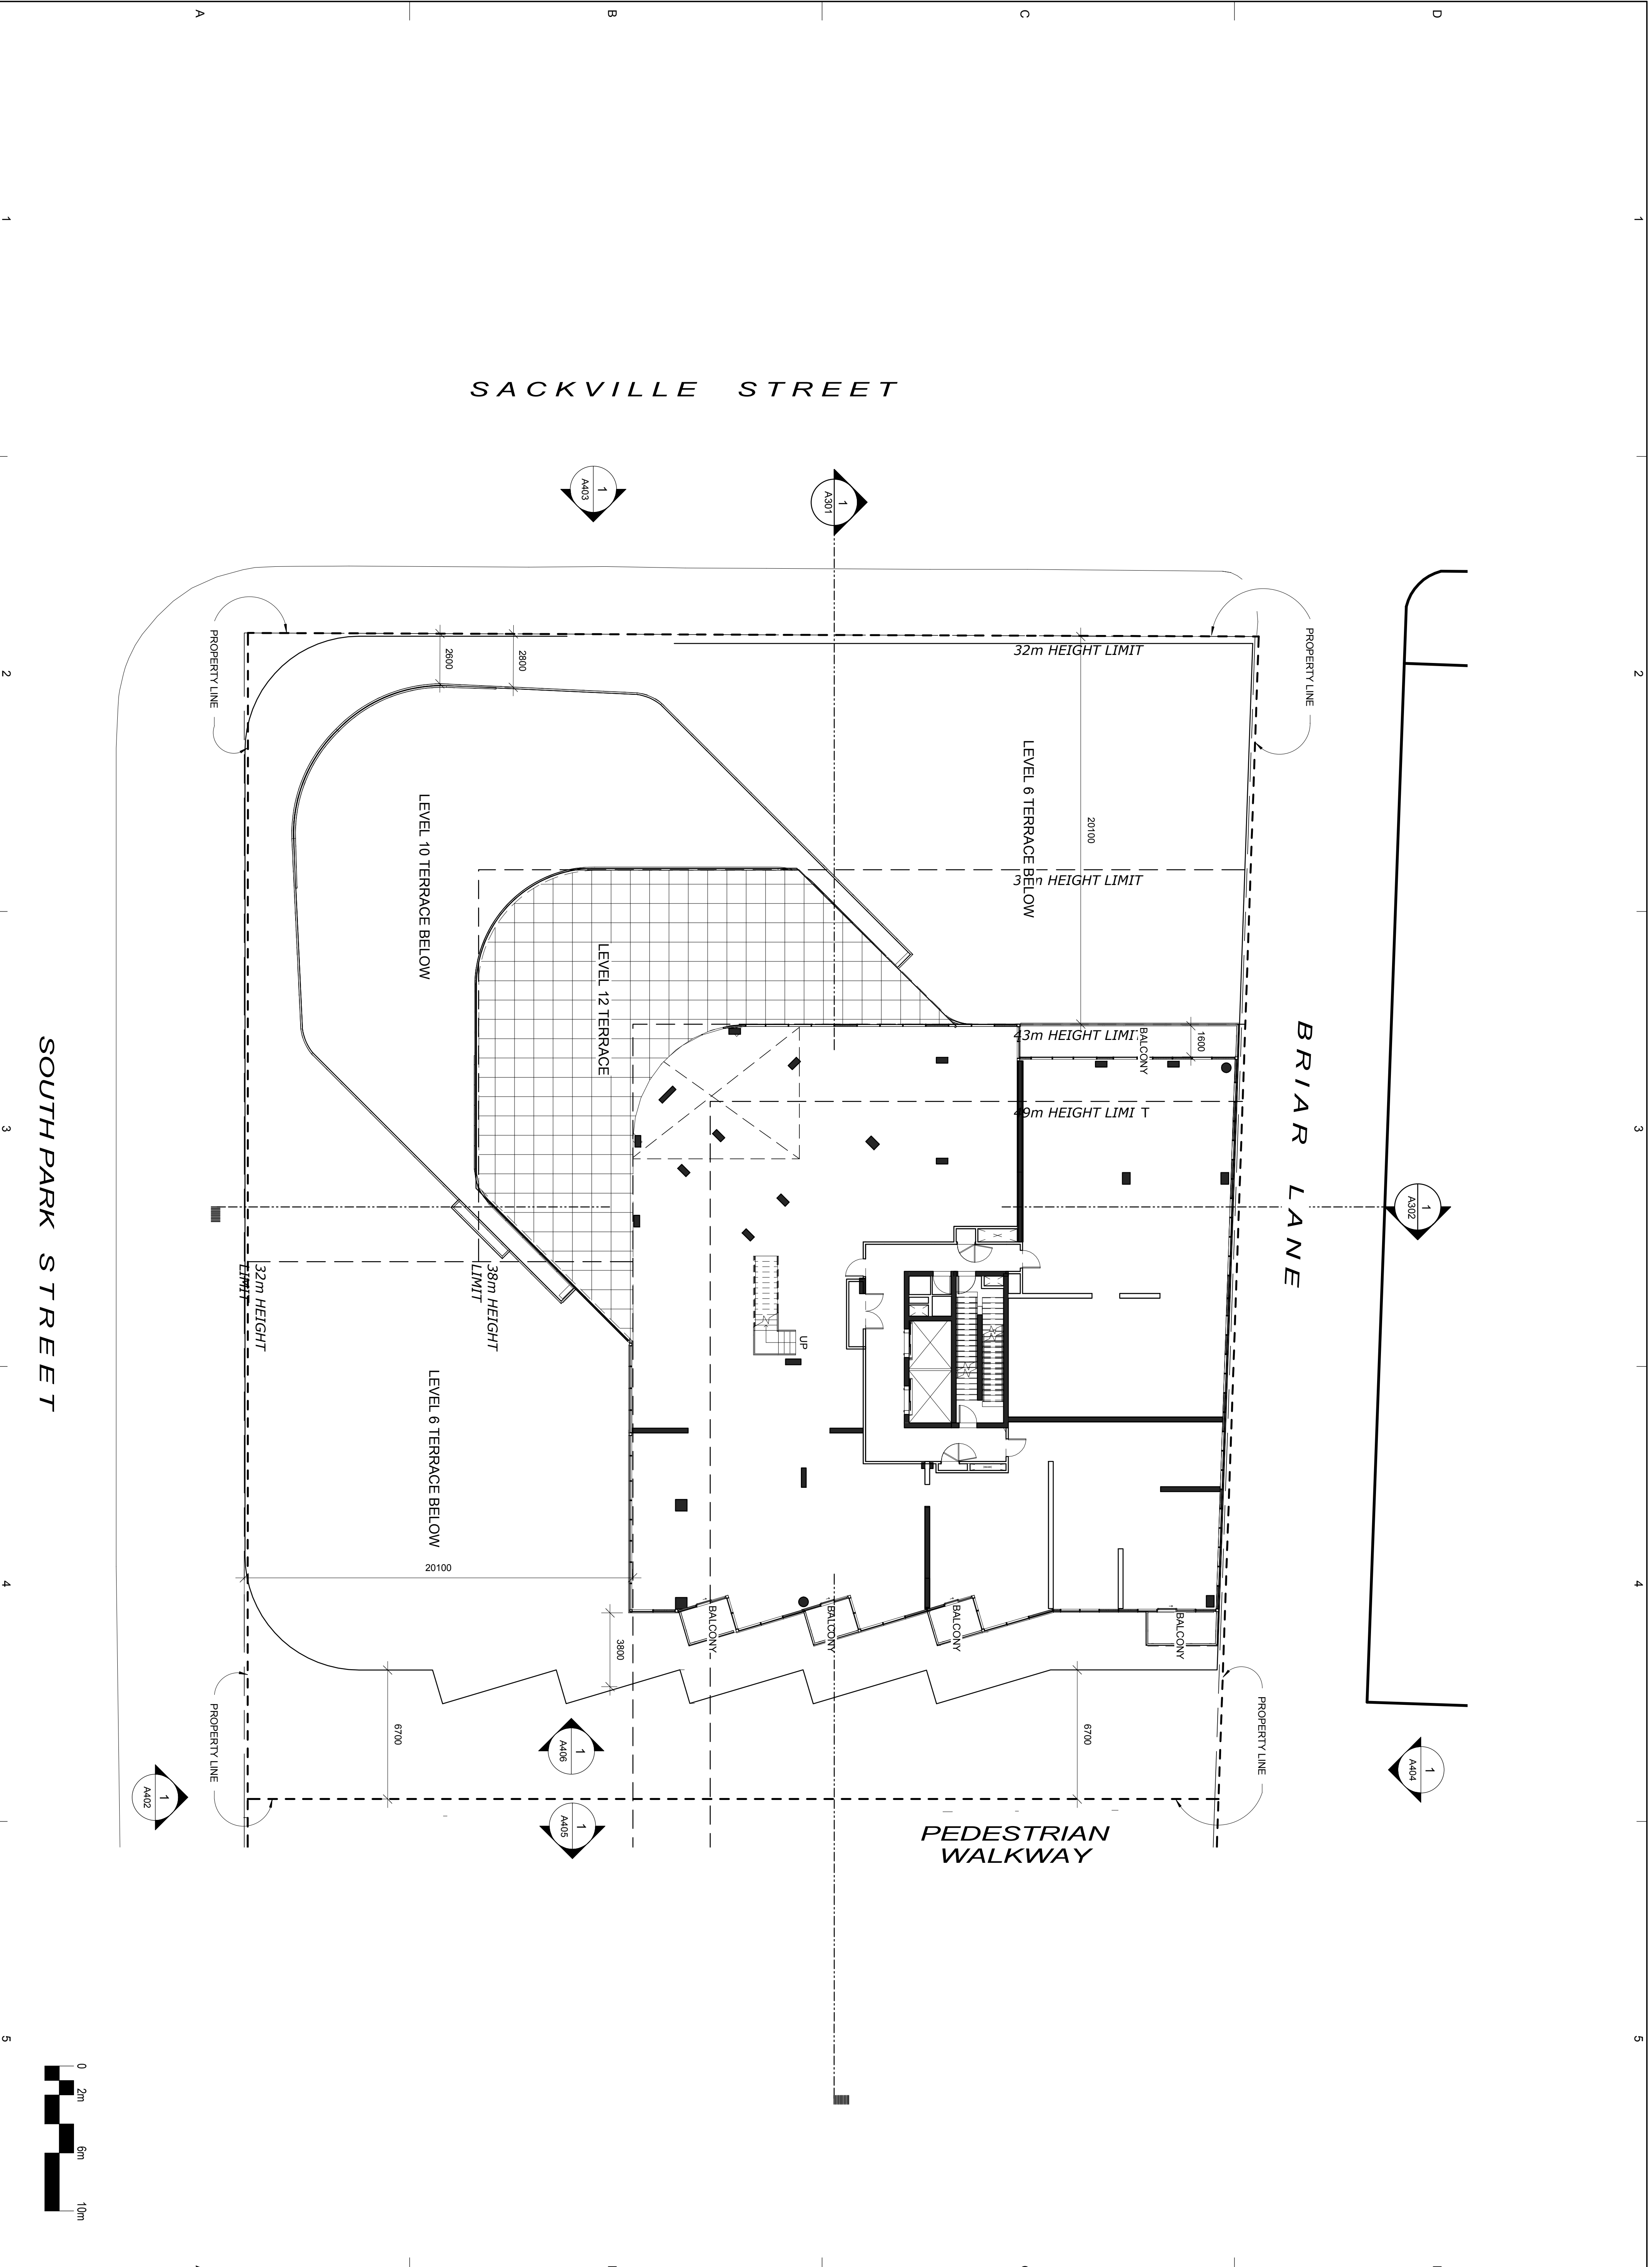 A
B
C
D
1
1
SACKVILLE STREET
1
A403
1
A301
PROPERTY LINE
PROPERTY LINE
2
2
2600
2800
32m HEIGHT LIMIT
LEVEL 6 TERRACE BELOW
20100
LEVEL 10 TERRACE BELOW
HEIGHT LIMIT
LEVEL 12 TERRACE
43m HEIGHT LIMIT
BALCONY
1600
49m HEIGHT LIMI T
BRIAR LANE
SOUTH PARK STREET
3
3
1
A302
32m HEIGHT
LIMIT
38m HEIGHT
LIMIT
UP
LEVEL 6 TERRACE BELOW
20100
4
4
BALCONY
BALCONY
BALCONY
BALCONY
3800
6700
6700
PROPERTY LINE
PROPERTY LINE
1
A406
1
A402
1
A405
1
A404
PEDESTRIAN
WALKWAY
5
5
0
2m
6m
10m